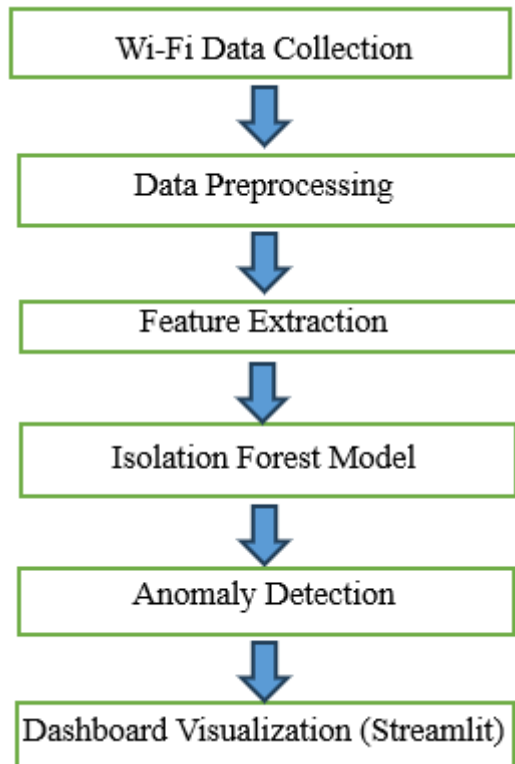 Wi-Fi Data Collection
Data Preprocessing
Feature Extraction
Isolation Forest Model
Anomaly Detection
Dashboard Visualization (Streamlit)